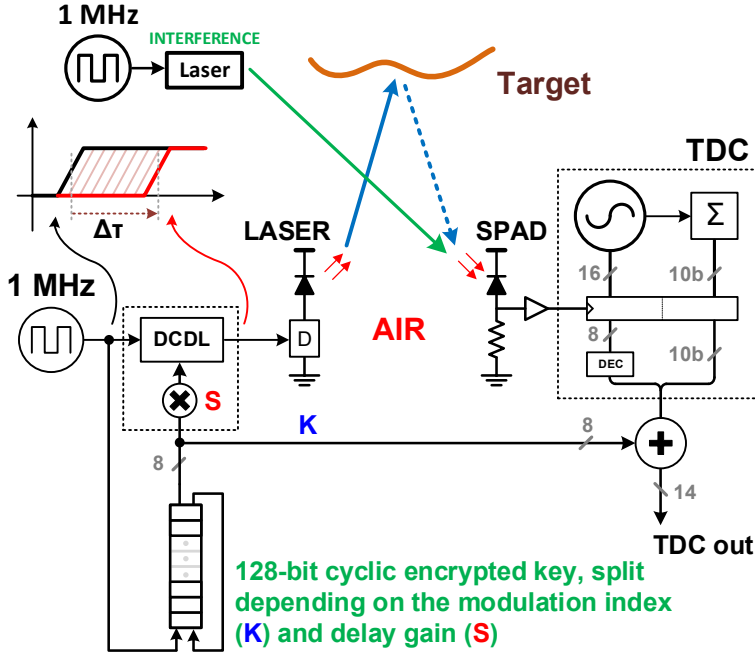 1 MHz
INTERFERENCE
Laser
Target
TDC
Σ
16
10b
8
10b
DEC
LASER
SPAD
Δτ
1 MHz
DCDL
D
AIR
S
K
8
8
14
TDC out
128-bit cyclic encrypted key, split
depending on the modulation index
(K) and delay gain (S)